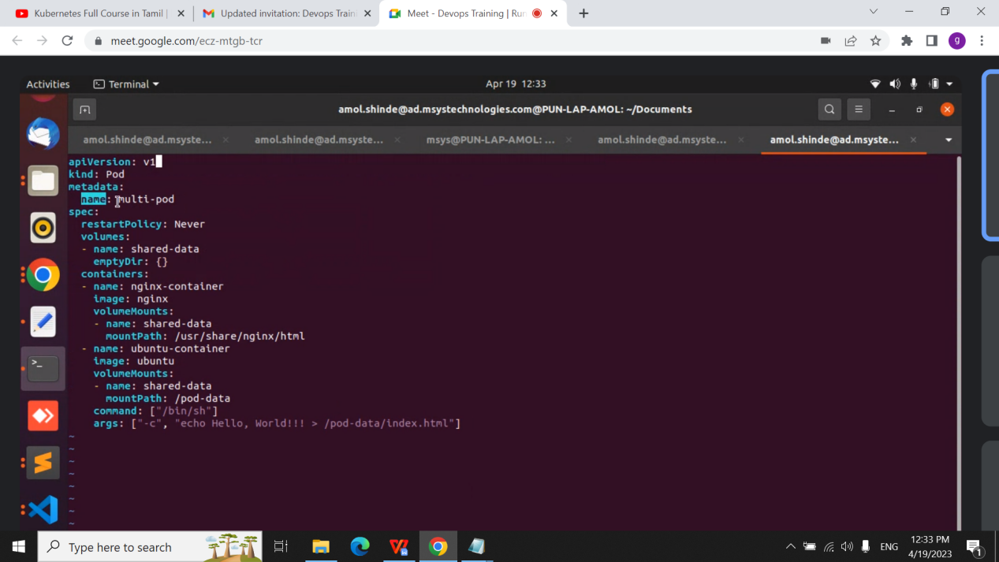 Kubernetes Full Course in Tamil |
Updated invitation: Devops Traini
Meet - Devops Training | Run
meet.google.com/ecz-mtgb-tcr
g
Activities
Terminal
Apr 19 12:33
amol.shinde@ad.msystechnologies.com@PUN-LAP-AMOL: ~/Documents
amol.shinde@ad.msyste...
amol.shinde@ad.msyste...
msys@PUN-LAP-AMOL: ...
amol.shinde@ad.msyste...
amol.shinde@ad.msyste...
apiVersion: v1
kind: Pod
metadata:
  name: multi-pod
spec:
  restartPolicy: Never
  volumes:
  - name: shared-data
    emptyDir: {}
  containers:
  - name: nginx-container
    image: nginx
    volumeMounts:
    - name: shared-data
      mountPath: /usr/share/nginx/html
  - name: ubuntu-container
    image: ubuntu
    volumeMounts:
    - name: shared-data
      mountPath: /pod-data
    command: ["/bin/sh"]
    args: ["-c", "echo Hello, World!!! > /pod-data/index.html"]
~
~
~
~
~
~
~
~
Type here to search
ENG
12:33 PM
4/19/2023
1